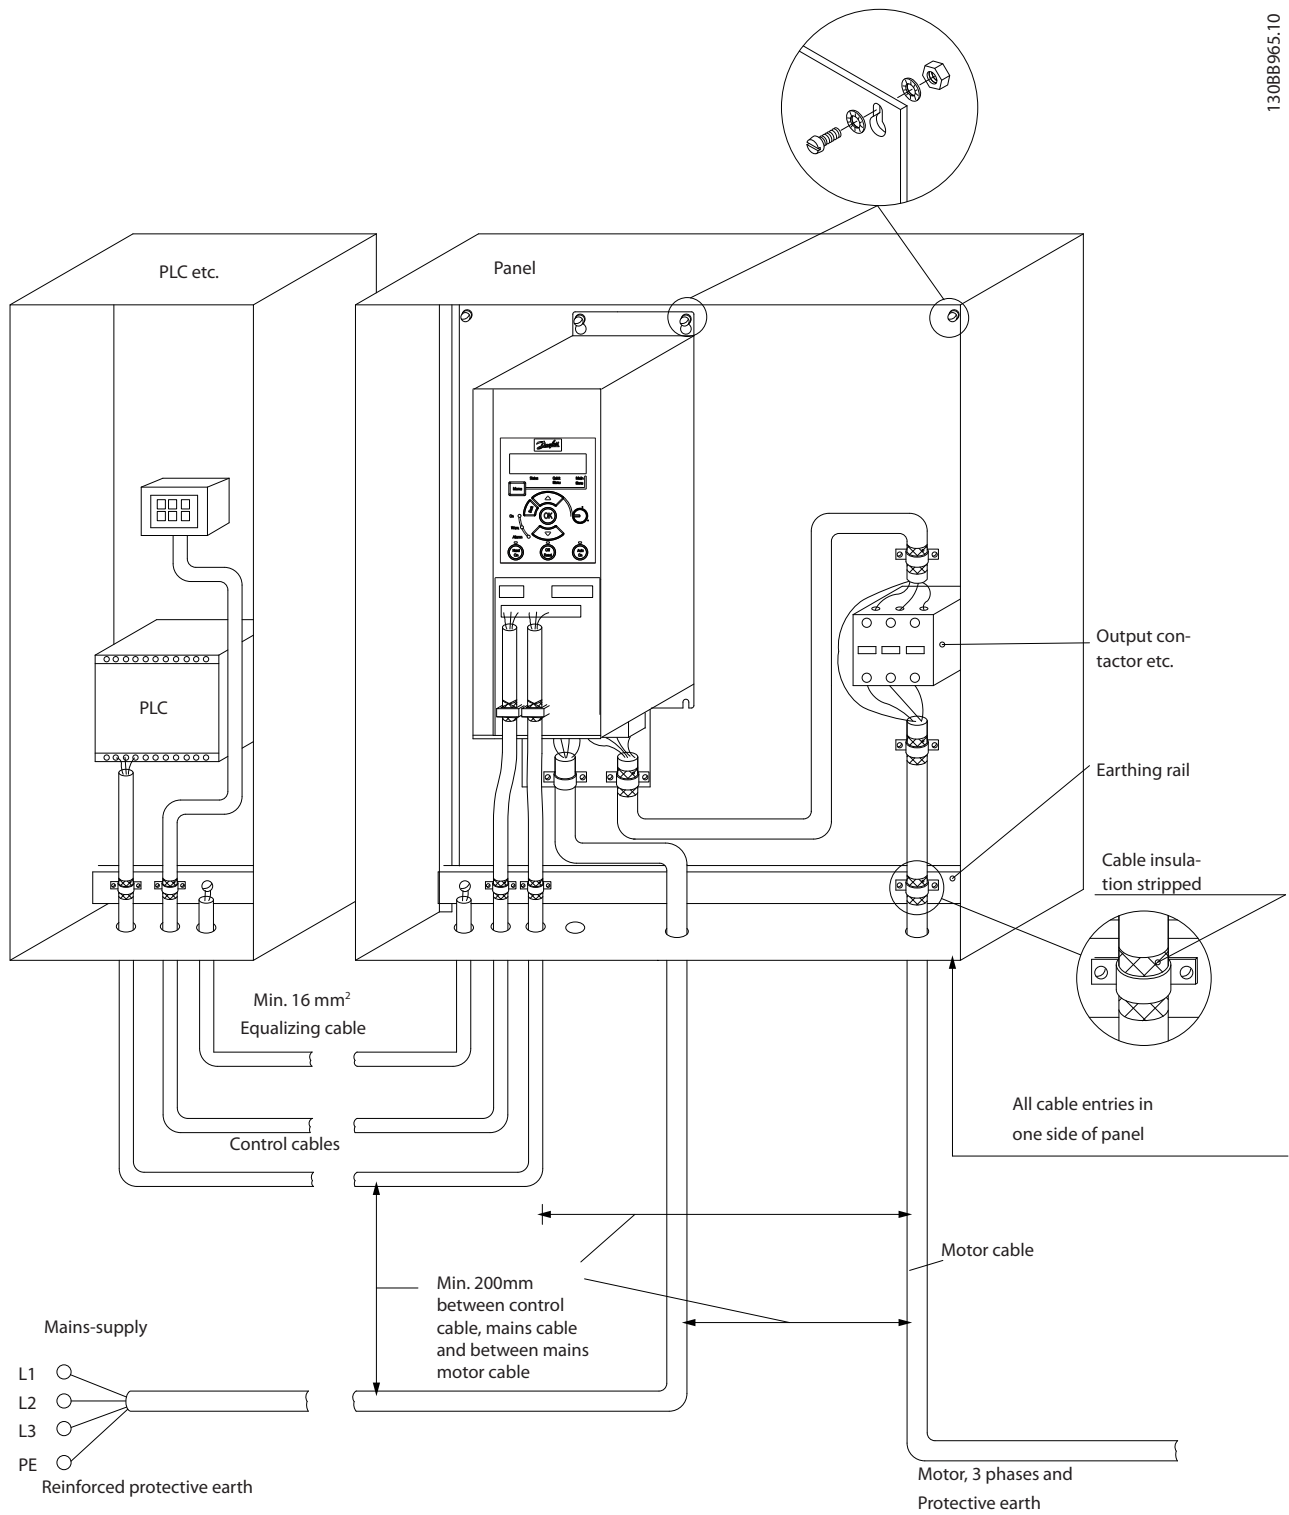 130BB965.10
PLC etc.
Panel
Danfoss
Menu
OK
PLC
Output con-
tactor etc.
Earthing rail
Cable insula-
tion stripped
Min. 16 mm²
Equalizing cable
All cable entries in
one side of panel
Control cables
Motor cable
Min. 200mm
between control
cable, mains cable
and between mains
motor cable
Mains-supply
L1
L2
L3
PE
Reinforced protective earth
Motor, 3 phases and
Protective earth